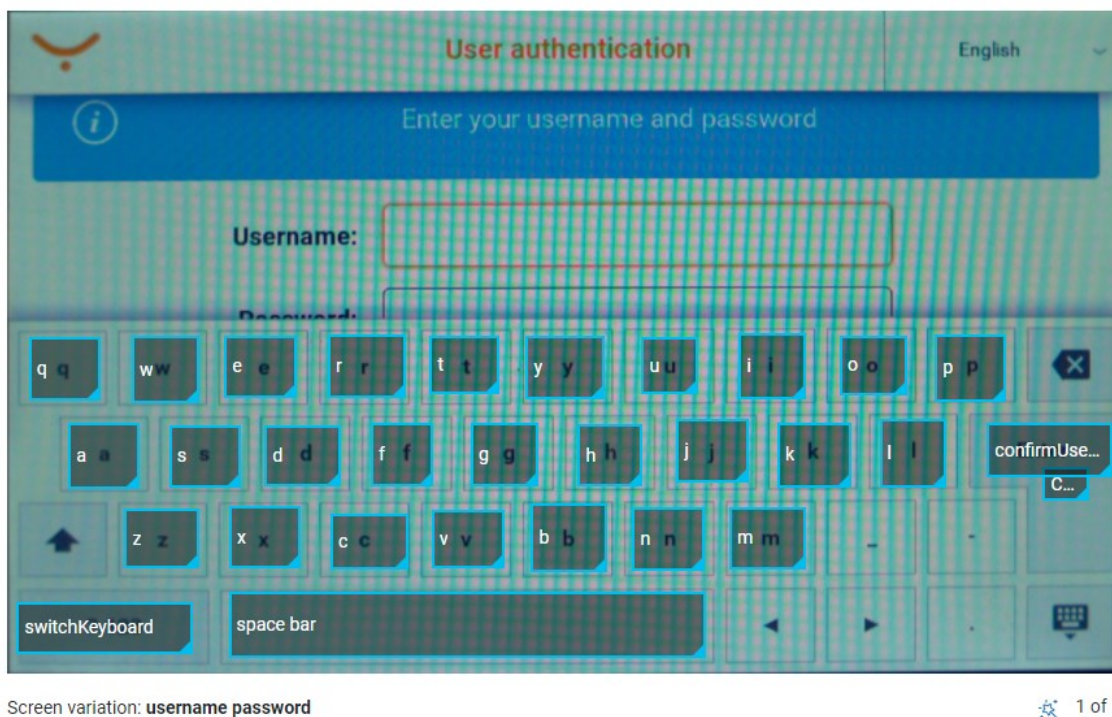 User authentication English
i Enter your username and password
Username:
Password:
q q w w e e r r t t y y u u i i o o p p
a a s s d d f f g g h h j j k k l l confirmUse...
C...
z z x x c c v v b b n n m m _ -
switchKeyboard space bar .
Screen variation: username password 1 of